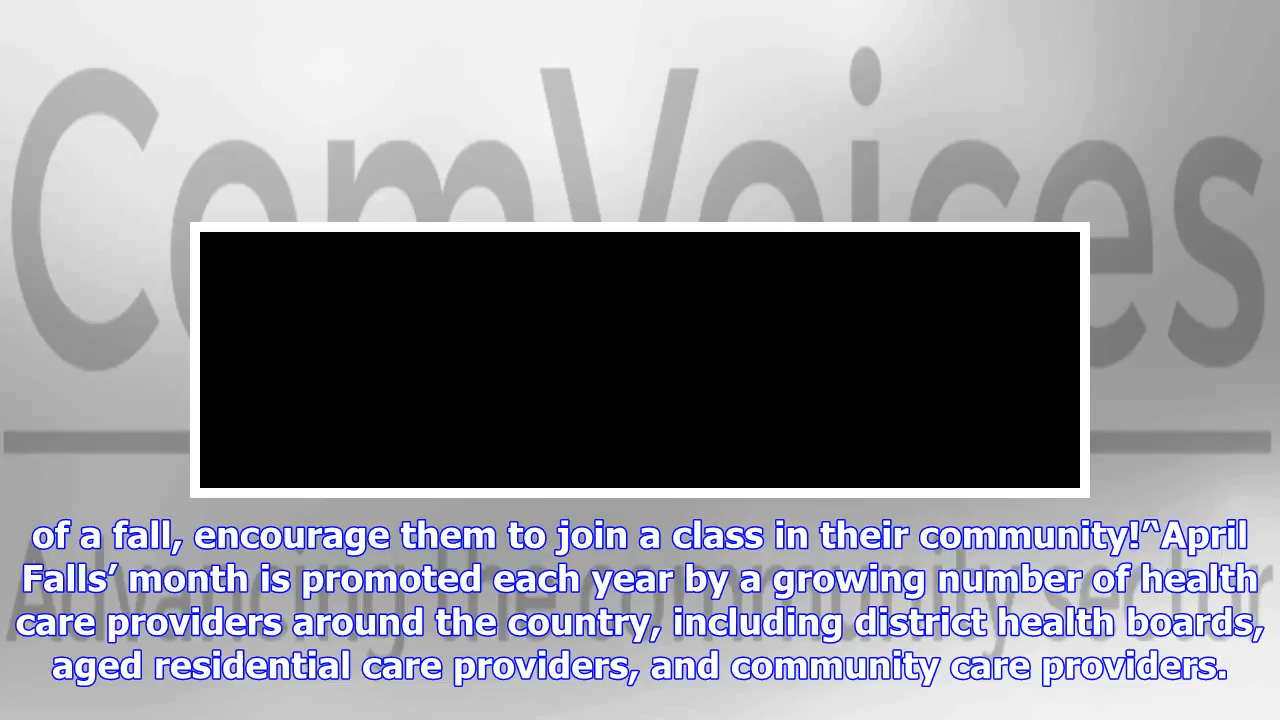 ComVoices
of a fall, encourage them to join a class in their community!^April
Falls’ month is promoted each year by a growing number of health
care providers around the country, including district health boards,
aged residential care providers, and community care providers.